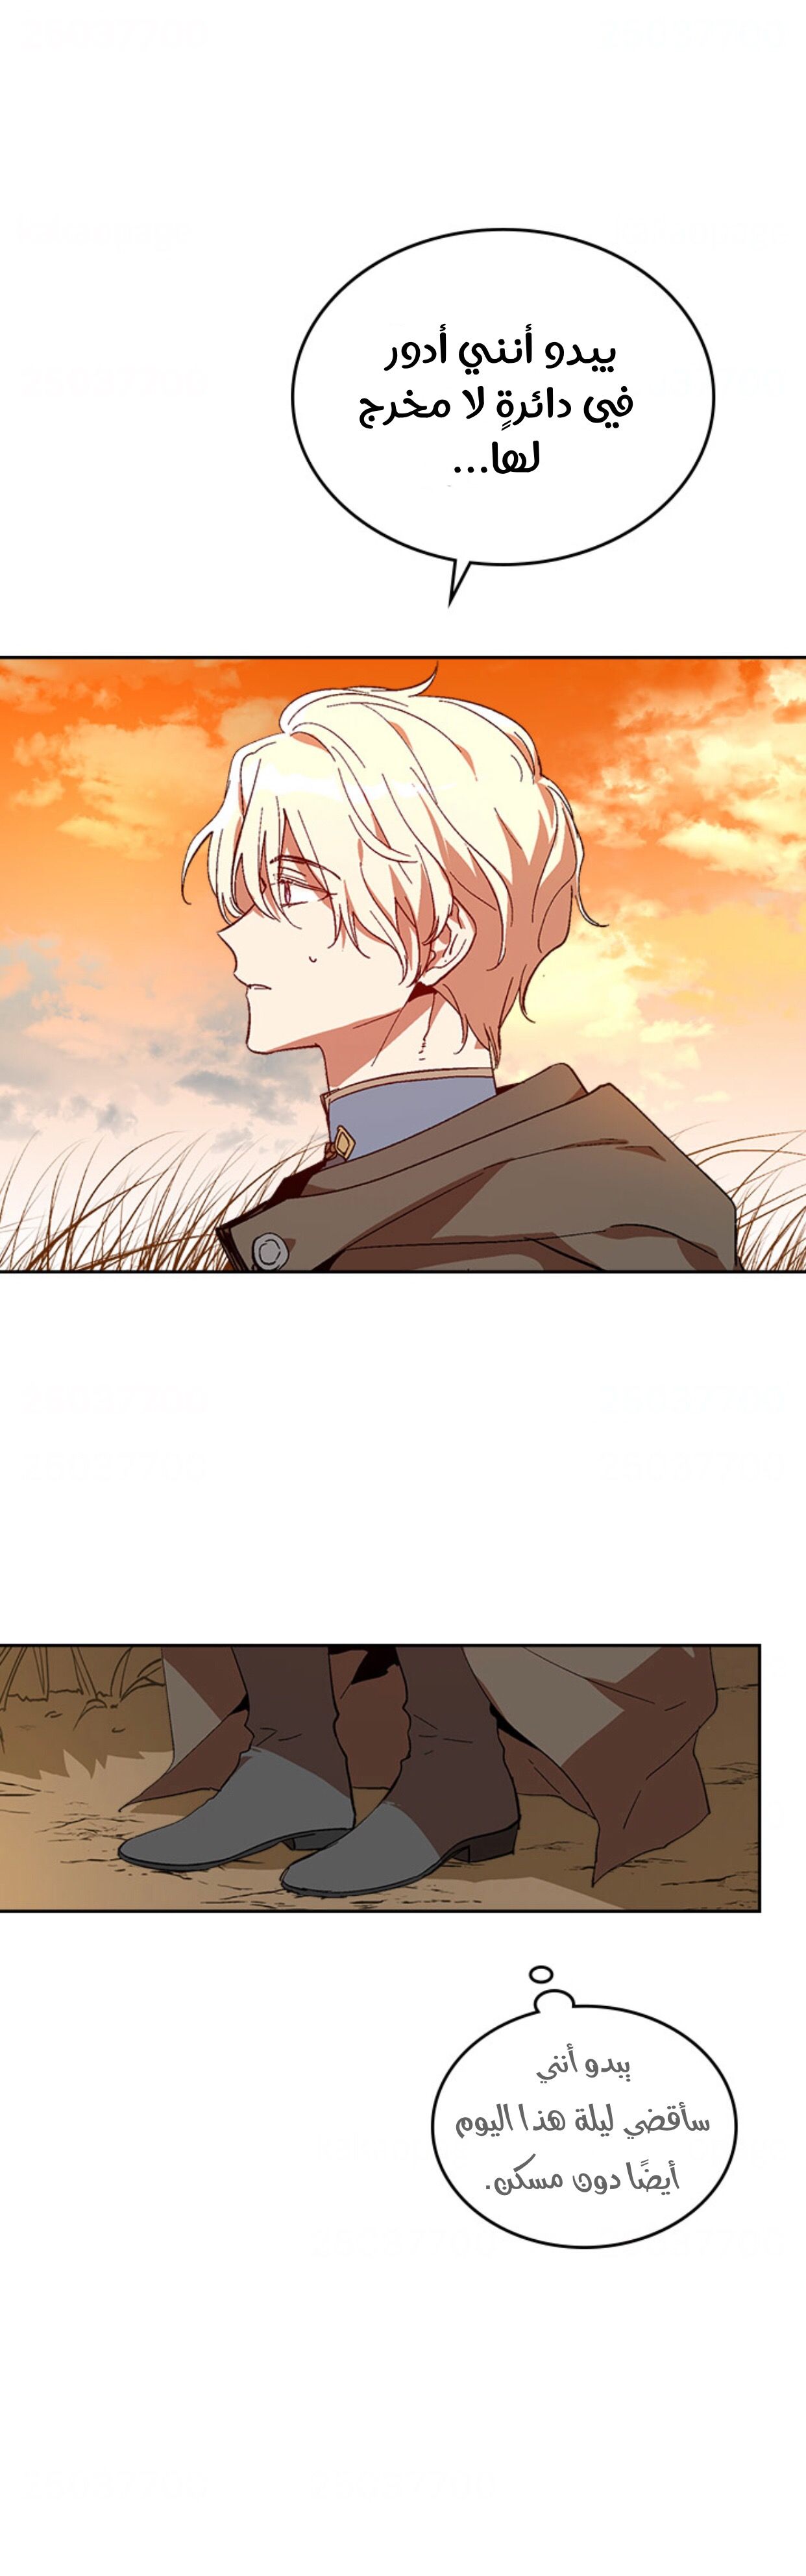 يبدو أنني أدور
في دائرةٍ لا مخرج
لها...
يبدو أنني
سأقضي ليلة هذا اليوم
أيضًا دون مسكن.